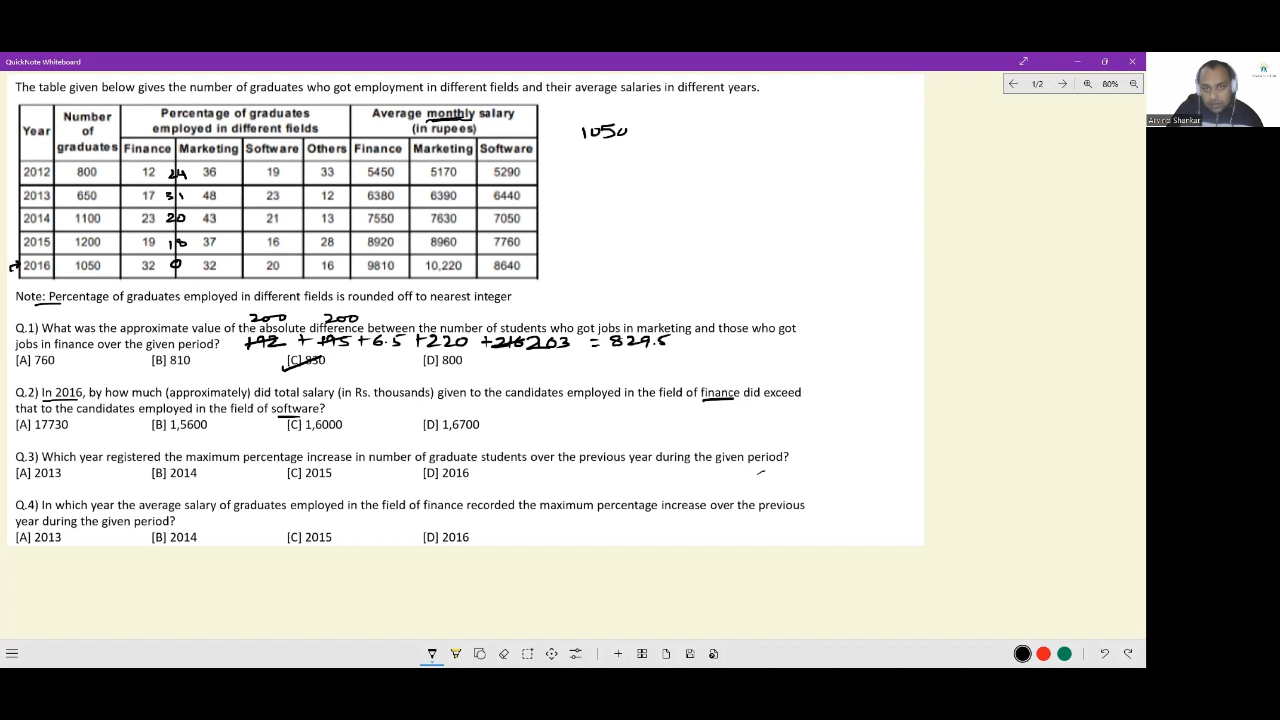 QuickNote Whiteboard
1/2
80%
Arvind Shankar
The table given below gives the number of graduates who got employment in different fields and their average salaries in different years.
Year Number of graduates Percentage of graduates employed in different fields Average monthly salary (in rupees)
Finance Marketing Software Others Finance Marketing Software
1050
2012 800 12 24 36 19 33 5450 5170 5290
2013 650 17 31 48 23 12 6380 6390 6440
2014 1100 23 20 43 21 13 7550 7630 7050
2015 1200 19 18 37 16 28 8920 8960 7760
2016 1050 32 0 32 20 16 9810 10,220 8640
Note: Percentage of graduates employed in different fields is rounded off to nearest integer
200 200
Q.1) What was the approximate value of the absolute difference between the number of students who got jobs in marketing and those who got
jobs in finance over the given period? 192 + 195 + 6.5 + 220 + 216 203 = 829.5
[A] 760 [B] 810 [C] 830 [D] 800
Q.2) In 2016, by how much (approximately) did total salary (in Rs. thousands) given to the candidates employed in the field of finance did exceed
that to the candidates employed in the field of software?
[A] 17730 [B] 1,5600 [C] 1,6000 [D] 1,6700
Q.3) Which year registered the maximum percentage increase in number of graduate students over the previous year during the given period?
[A] 2013 [B] 2014 [C] 2015 [D] 2016
Q.4) In which year the average salary of graduates employed in the field of finance recorded the maximum percentage increase over the previous
year during the given period?
[A] 2013 [B] 2014 [C] 2015 [D] 2016